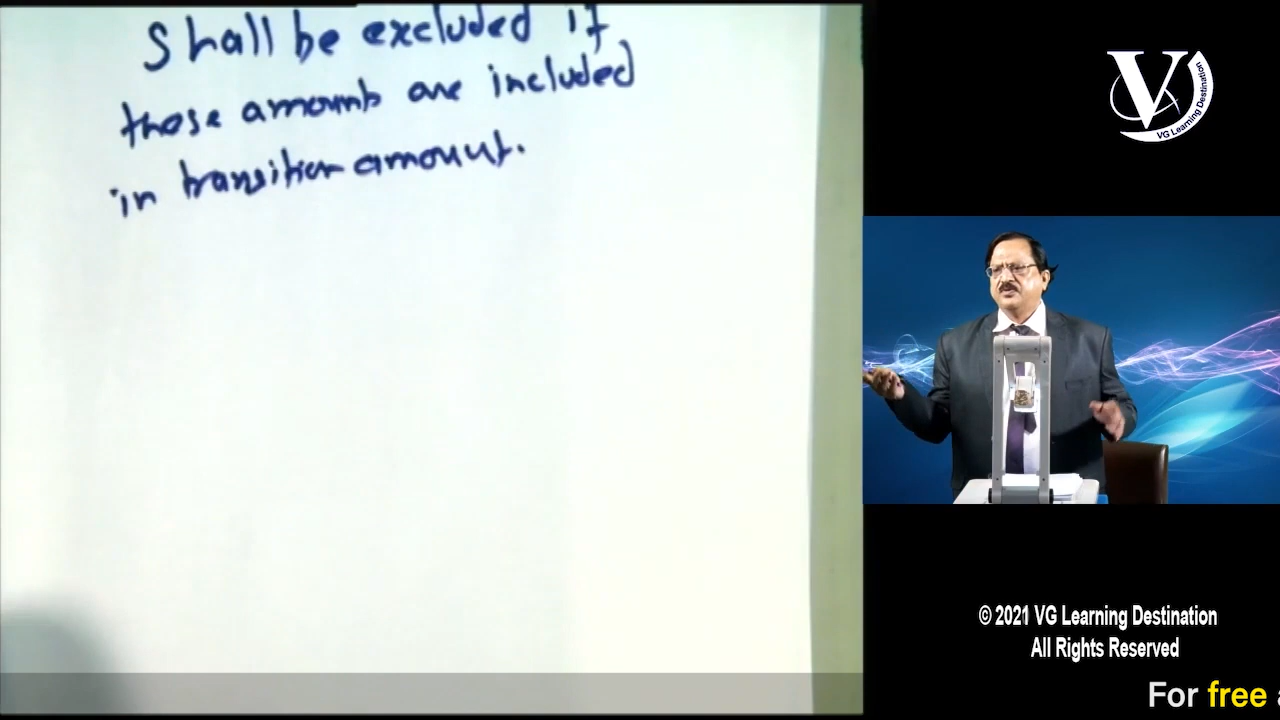 Shall be excluded if
those amounts are included
in transition amount.
V
VG Learning Destination
© 2021 VG Learning Destination
All Rights Reserved
For free